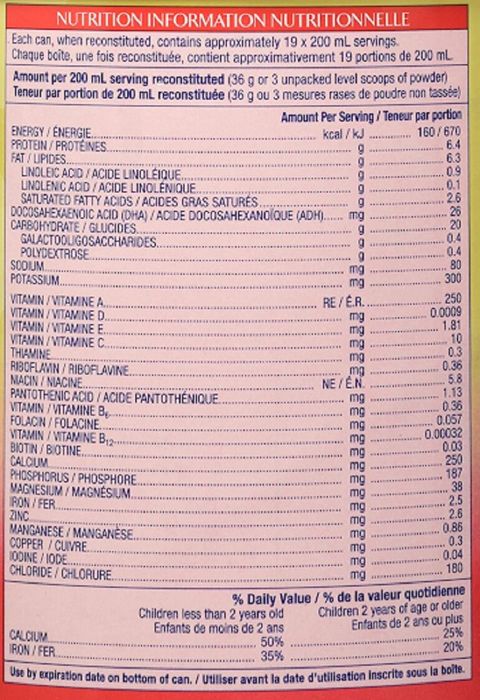 NUTRITION INFORMATION NUTRITIONNELLE
Each can, when reconstituted, contains approximately 19 x 200 mL servings.
Chaque boîte, une fois reconstituée, contient approximativement 19 portions de 200 mL.
Amount per 200 mL serving reconstituted (36 g or 3 unpacked level scoops of powder)
Teneur par portion de 200 mL reconstituée (36 g ou 3 mesures rases de poudre non tassée)
Amount Per Serving / Teneur par portion
ENERGY / ÉNERGIE kcal / kJ 160 / 670
PROTEIN / PROTÉINES g 6.4
FAT / LIPIDES g 6.3
LINOLEIC ACID / ACIDE LINOLÉIQUE g 0.9
LINOLENIC ACID / ACIDE LINOLÉNIQUE g 0.1
SATURATED FATTY ACIDS / ACIDES GRAS SATURÉS g 2.6
DOCOSAHEXAENOIC ACID (DHA) / ACIDE DOCOSAHEXANOÏQUE (ADH) mg 26
CARBOHYDRATE / GLUCIDES g 20
GALACTOOLIGOSACCHARIDES g 0.4
POLYDEXTROSE g 0.4
SODIUM mg 80
POTASSIUM mg 300
VITAMIN / VITAMINE A RE / É.R. 250
VITAMIN / VITAMINE D mg 0.0009
VITAMIN / VITAMINE E mg 1.81
VITAMIN / VITAMINE C mg 10
THIAMINE mg 0.3
RIBOFLAVIN / RIBOFLAVINE mg 0.36
NIACIN / NIACINE NE / É.N. 5.8
PANTOTHENIC ACID / ACIDE PANTOTHÉNIQUE mg 1.13
VITAMIN / VITAMINE B6 mg 0.36
FOLACIN / FOLACINE mg 0.057
VITAMIN / VITAMINE B12 mg 0.00032
BIOTIN / BIOTINE mg 0.03
CALCIUM mg 250
PHOSPHORUS / PHOSPHORE mg 187
MAGNESIUM / MAGNÉSIUM mg 38
IRON / FER mg 2.5
ZINC mg 2.6
MANGANESE / MANGANÈSE mg 0.86
COPPER / CUIVRE mg 0.3
IODINE / IODE mg 0.04
CHLORIDE / CHLORURE mg 180
% Daily Value / % de la valeur quotidienne
Children less than 2 years old Children 2 years of age or older
Enfants de moins de 2 ans Enfants de 2 ans ou plus
CALCIUM 50% 25%
IRON / FER 35% 20%
Use by expiration date on bottom of can. / Utiliser avant la date d'utilisation inscrite sous la boîte.